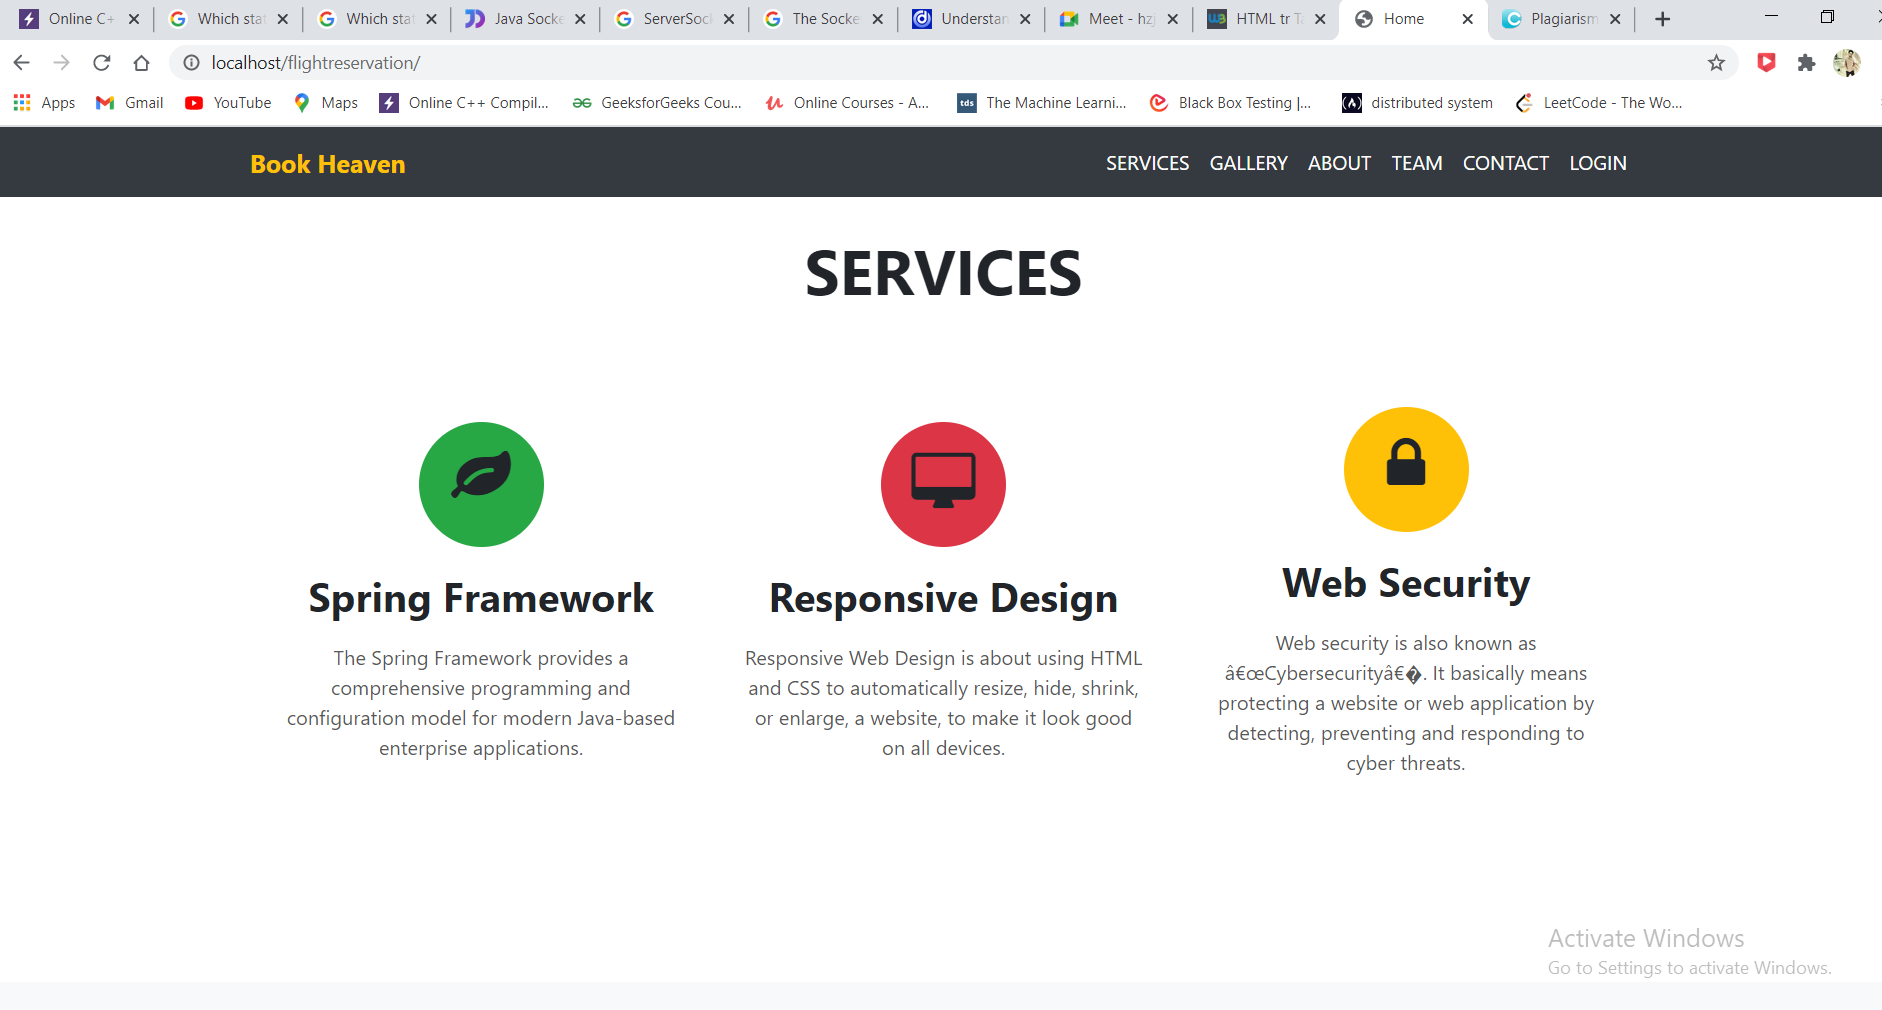 Online C+ Which stat Which stat Java Socke ServerSoc The Socke Understan Meet - hzj HTML tr Ta Home Plagiarism
localhost/flightreservation/
Apps Gmail YouTube Maps Online C++ Compil... GeeksforGeeks Cou... Online Courses - A... tds The Machine Learni... Black Box Testing |... distributed system LeetCode - The Wo...
Book Heaven SERVICES GALLERY ABOUT TEAM CONTACT LOGIN
SERVICES
Spring Framework
The Spring Framework provides a
comprehensive programming and
configuration model for modern Java-based
enterprise applications.
Responsive Design
Responsive Web Design is about using HTML
and CSS to automatically resize, hide, shrink,
or enlarge, a website, to make it look good
on all devices.
Web Security
Web security is also known as
â€œCybersecurityâ€�. It basically means
protecting a website or web application by
detecting, preventing and responding to
cyber threats.
Activate Windows
Go to Settings to activate Windows.